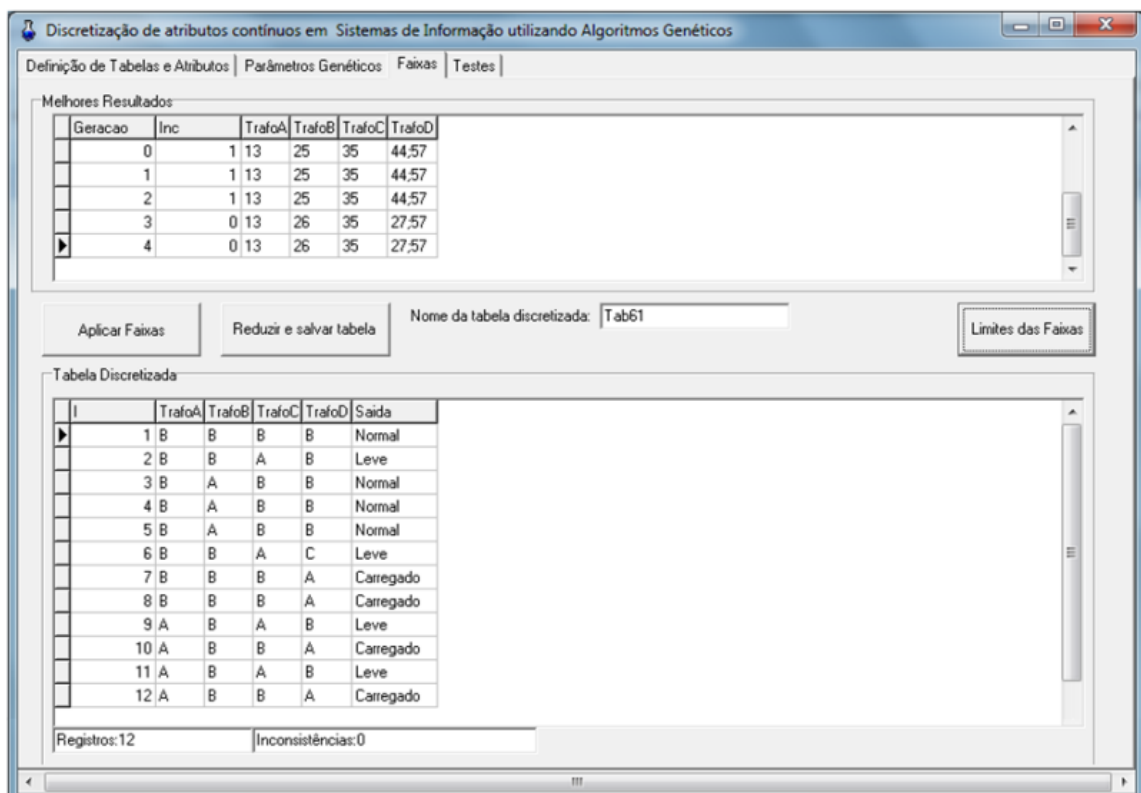 Discretização de atributos contínuos em Sistemas de Informação utilizando Algoritmos Genéticos
Definição de Tabelas e Atributos Parâmetros Genéticos Faixas Testes
Melhores Resultados
Geracao Inc TrafoA TrafoB TrafoC TrafoD
0 1 13 25 35 44;57
1 1 13 25 35 44;57
2 1 13 25 35 44;57
3 0 13 26 35 27;57
4 0 13 26 35 27;57
Aplicar Faixas Reduzir e salvar tabela Nome da tabela discretizada: Tab61 Limites das Faixas
Tabela Discretizada
I TrafoA TrafoB TrafoC TrafoD Saida
1 B B B B Normal
2 B B A B Leve
3 B A B B Normal
4 B A B B Normal
5 B A B B Normal
6 B B A C Leve
7 B B B A Carregado
8 B B B A Carregado
9 A B A B Leve
10 A B B A Carregado
11 A B A B Leve
12 A B B A Carregado
Registros:12 Inconsistências:0